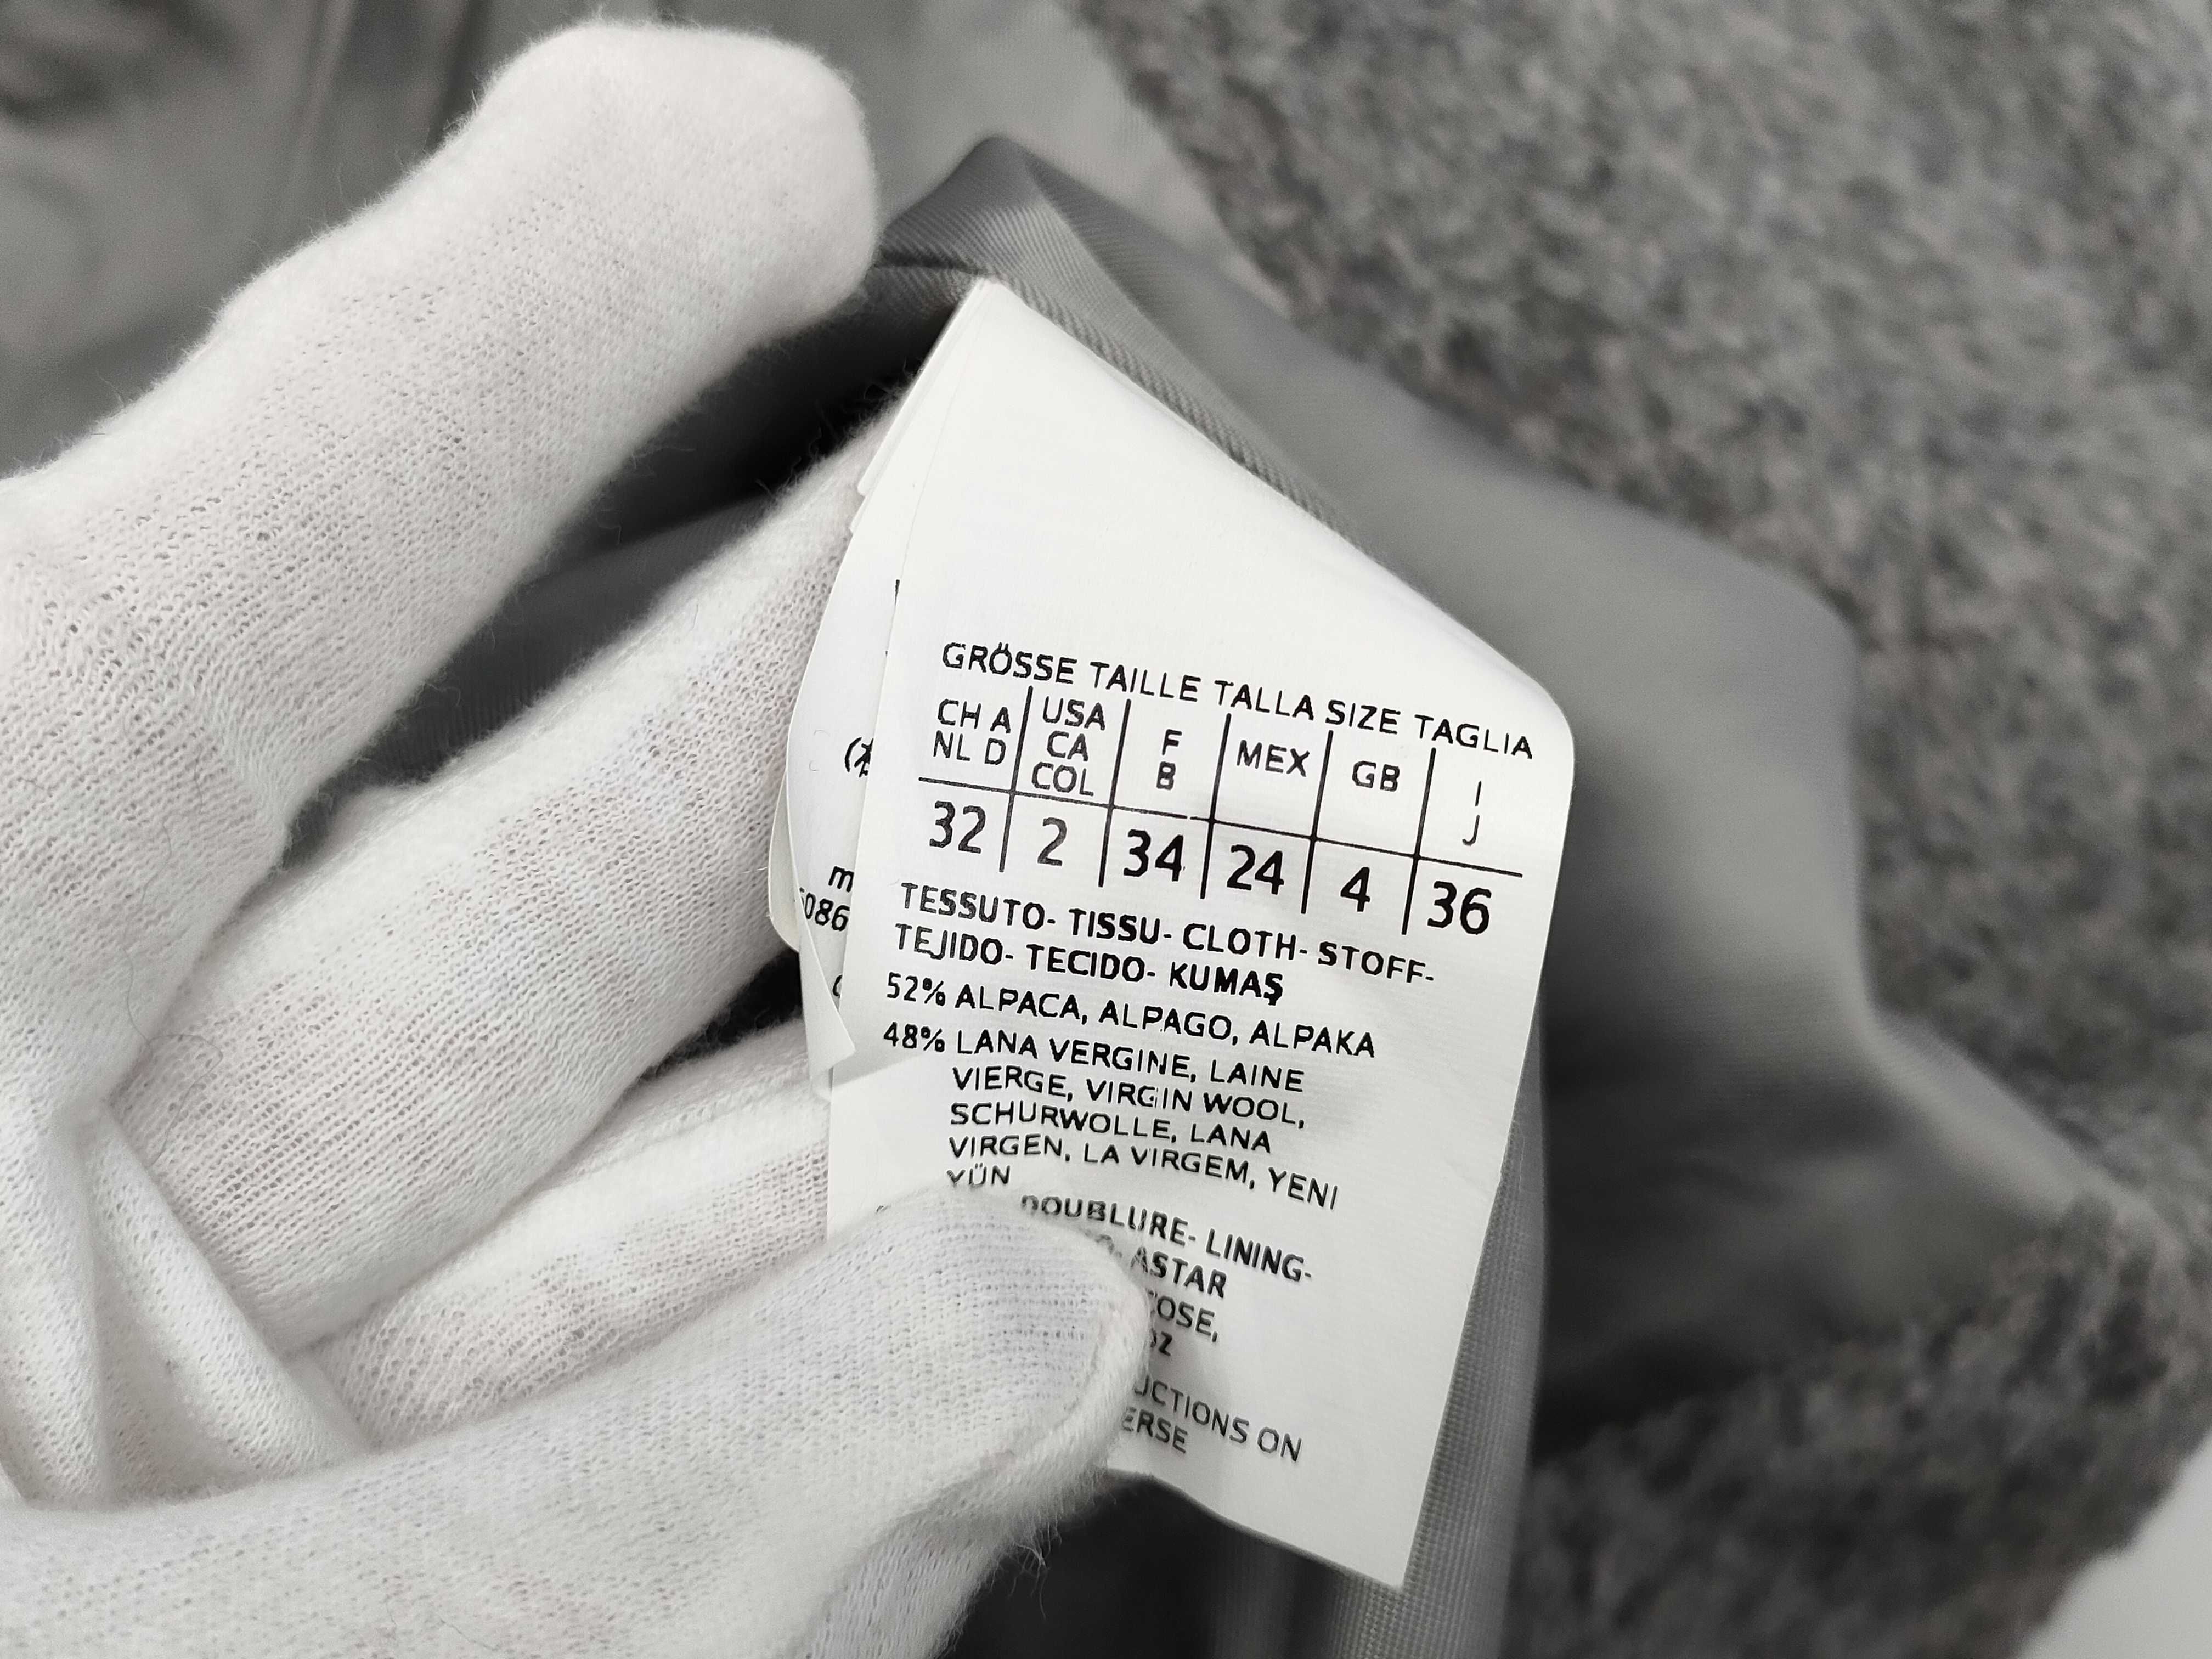 GRÖSSE TAILLE TALLA SIZE TAGLIA
CH A NL D | USA CA COL | F B | MEX | GB | I J
32 | 2 | 34 | 24 | 4 | 36
TESSUTO- TISSU- CLOTH- STOFF-
TEJIDO- TECIDO- KUMAŞ
52% ALPACA, ALPAGO, ALPAKA
48% LANA VERGINE, LAINE
VIERGE, VIRGIN WOOL,
SCHURWOLLE, LANA
VIRGEN, LA VIRGEM, YENI
YÜN
DOUBLURE- LINING-
ASTAR
ON